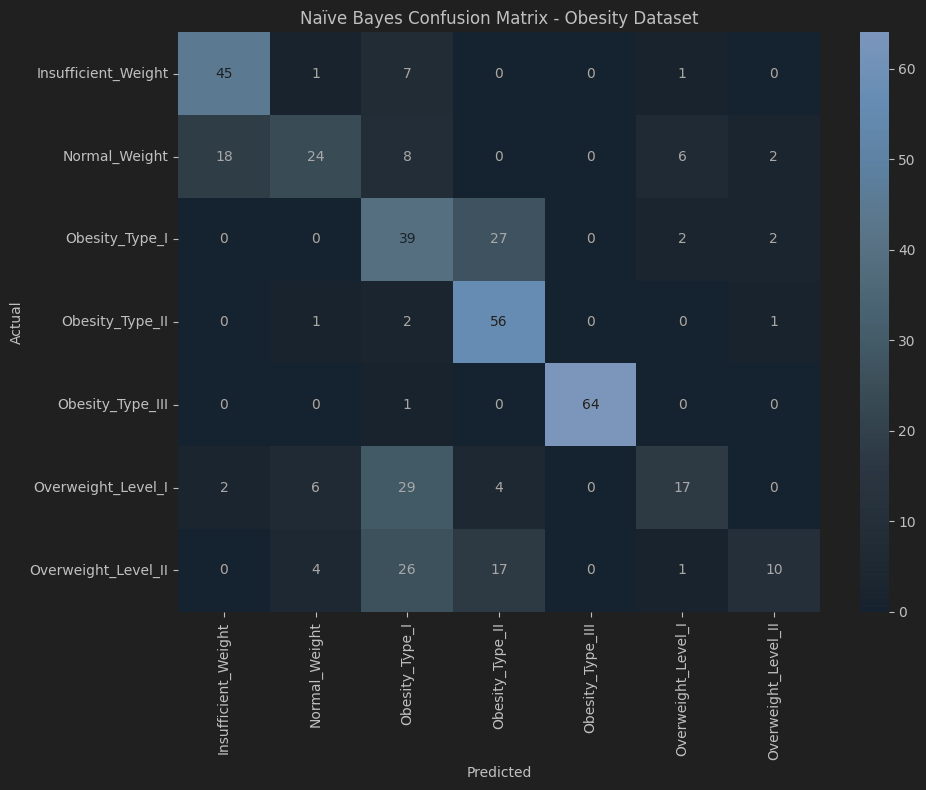 Naïve Bayes Confusion Matrix - Obesity Dataset
Insufficient_Weight 45 1 7 0 0 1 0
Normal_Weight 18 24 8 0 0 6 2
Obesity_Type_I 0 0 39 27 0 2 2
Obesity_Type_II 0 1 2 56 0 0 1
Obesity_Type_III 0 0 1 0 64 0 0
Overweight_Level_I 2 6 29 4 0 17 0
Overweight_Level_II 0 4 26 17 0 1 10
Actual
Insufficient_Weight
Normal_Weight
Obesity_Type_I
Obesity_Type_II
Obesity_Type_III
Overweight_Level_I
Overweight_Level_II
Predicted
60
50
40
30
20
10
0